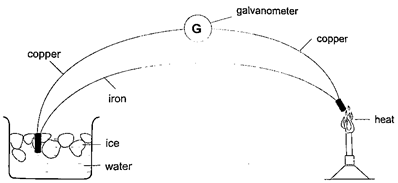 galvanometer
G
copper
copper
iron
heat
ice
water